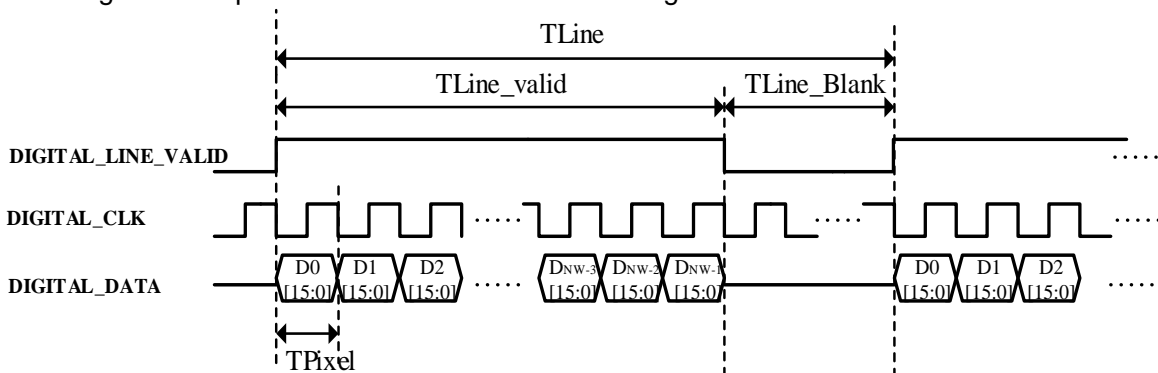 TLine
TLine_valid TLine_Blank
DIGITAL_LINE_VALID
DIGITAL_CLK
DIGITAL_DATA
D0 D1 D2 ..... DNW-3 DNW-2 DNW-1 D0 D1 D2 .....
[15:0] [15:0] [15:0] [15:0] [15:0] [15:0] [15:0] [15:0] [15:0]
TPixel